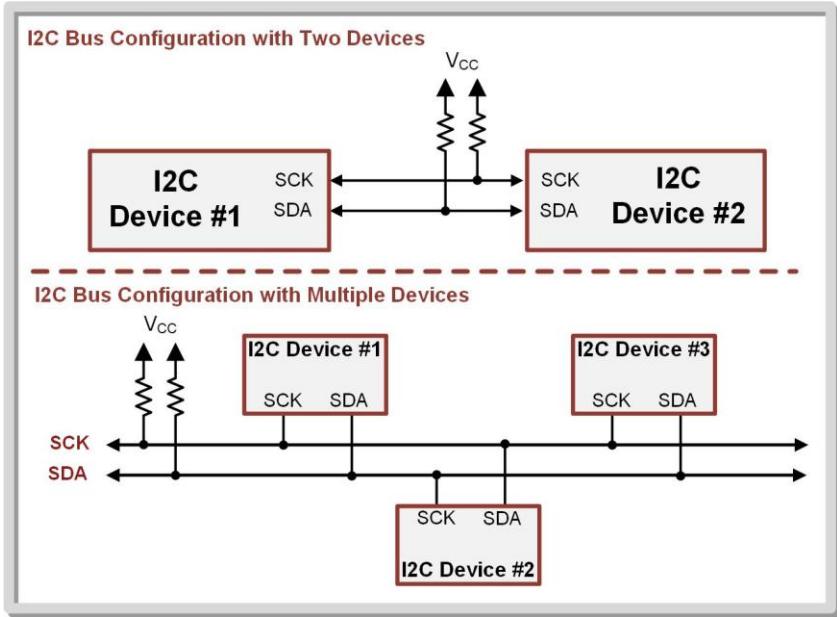 I2C Bus Configuration with Two Devices
VCC
I2C
Device #1
SCK
SDA
SCK
SDA
I2C
Device #2
I2C Bus Configuration with Multiple Devices
VCC
I2C Device #1
SCK SDA
I2C Device #3
SCK SDA
SCK
SDA
SCK SDA
I2C Device #2